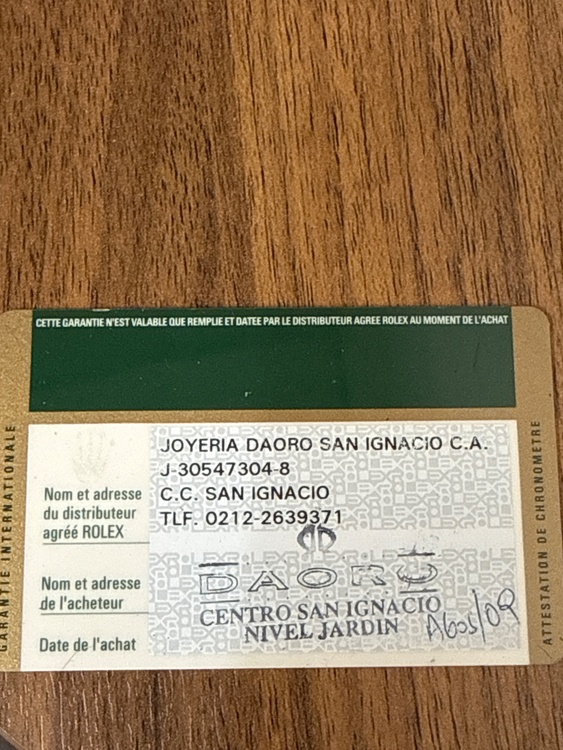 CETTE GARANTIE N'EST VALABLE QUE REMPLIE ET DATEE PAR LE DISTRIBUTEUR AGREE ROLEX AU MOMENT DE L'ACHAT
GARANTIE INTERNATIONALE
JOYERIA DAORO SAN IGNACIO C.A.
J-30547304-8
Nom et adresse
du distributeur
agréé ROLEX
C.C. SAN IGNACIO
TLF. 0212-2639371
Nom et adresse
de l'acheteur
DAORO
CENTRO SAN IGNACIO
NIVEL JARDIN
Date de l'achat
Agos/09
ATTESTATION DE CHRONOMETRE